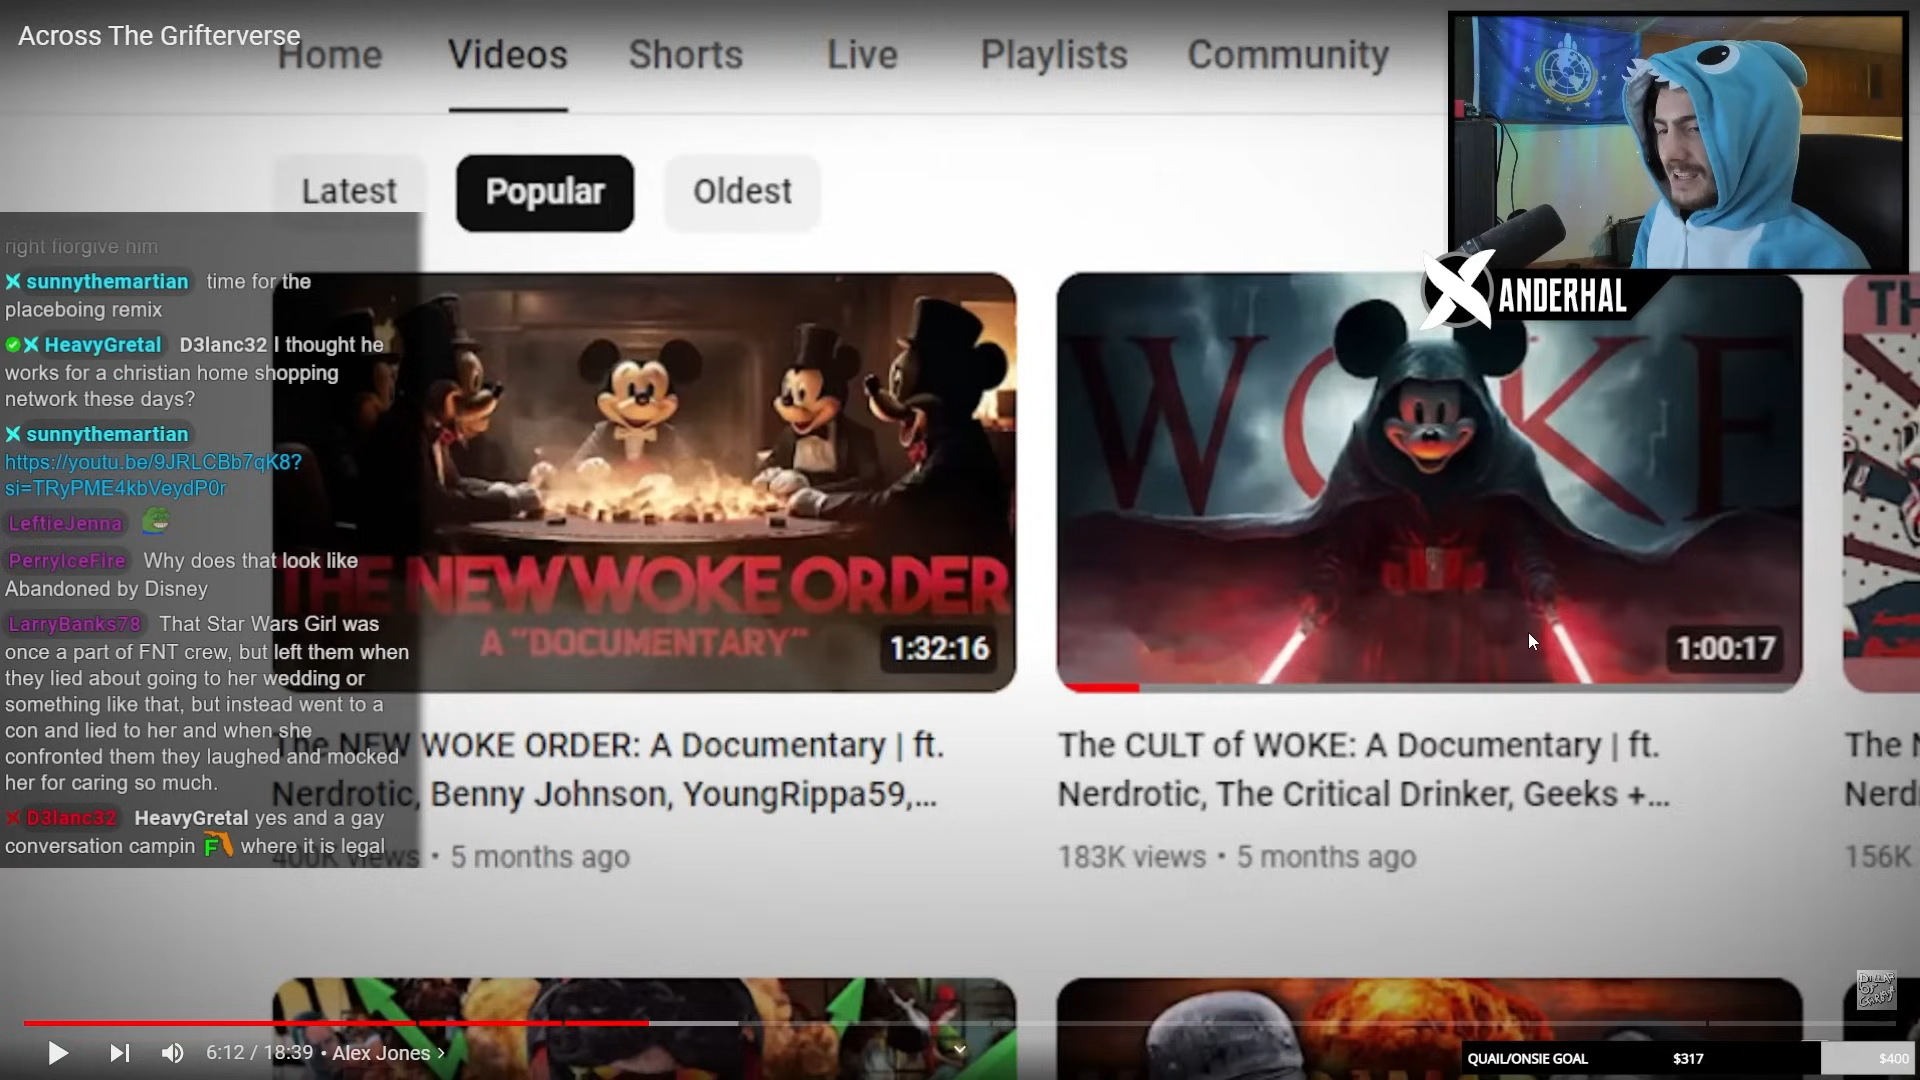 Across The Grifterverse
Home Videos Shorts Live Playlists Community
Latest Popular Oldest
ANDERHAL
right fiorgive him
sunnythemartian time for the
placeboing remix
HeavyGretal D3lanc32 I thought he
works for a christian home shopping
network these days?
sunnythemartian
https://youtu.be/9JRLCBb7qK8?
si=TRyPME4kbVeydP0r
LeftieJenna
PerryIceFire Why does that look like
Abandoned by Disney
LarryBanks78 That Star Wars Girl was
once a part of FNT crew, but left them when
they lied about going to her wedding or
something like that, but instead went to a
con and lied to her and when she
confronted them they laughed and mocked
her for caring so much.
D3lanc32 HeavyGretal yes and a gay
conversation campin F where it is legal
THE NEW WOKE ORDER
A "DOCUMENTARY"
1:32:16
The NEW WOKE ORDER: A Documentary | ft.
Nerdrotic, Benny Johnson, YoungRippa59,...
400K views • 5 months ago
WOKE
1:00:17
The CULT of WOKE: A Documentary | ft.
Nerdrotic, The Critical Drinker, Geeks +...
183K views • 5 months ago
TH
The N
Nerd
156K
6:12 / 18:39 • Alex Jones
QUAIL/ONSIE GOAL $317 $400